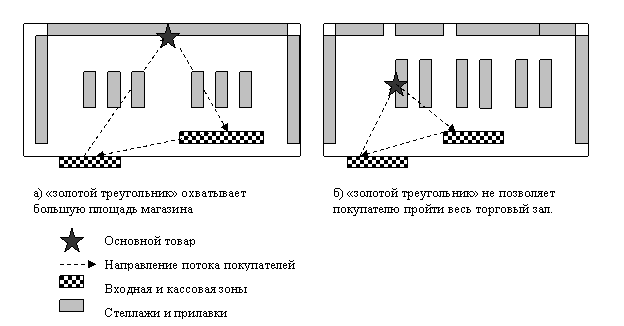 а) «золотой треугольник» охватывает
большую площадь магазина
б) «золотой треугольник» не позволяет
покупателю пройти весь торговый зал.
Основной товар
Направление потока покупателей
Входная и кассовая зоны
Стеллажи и прилавки